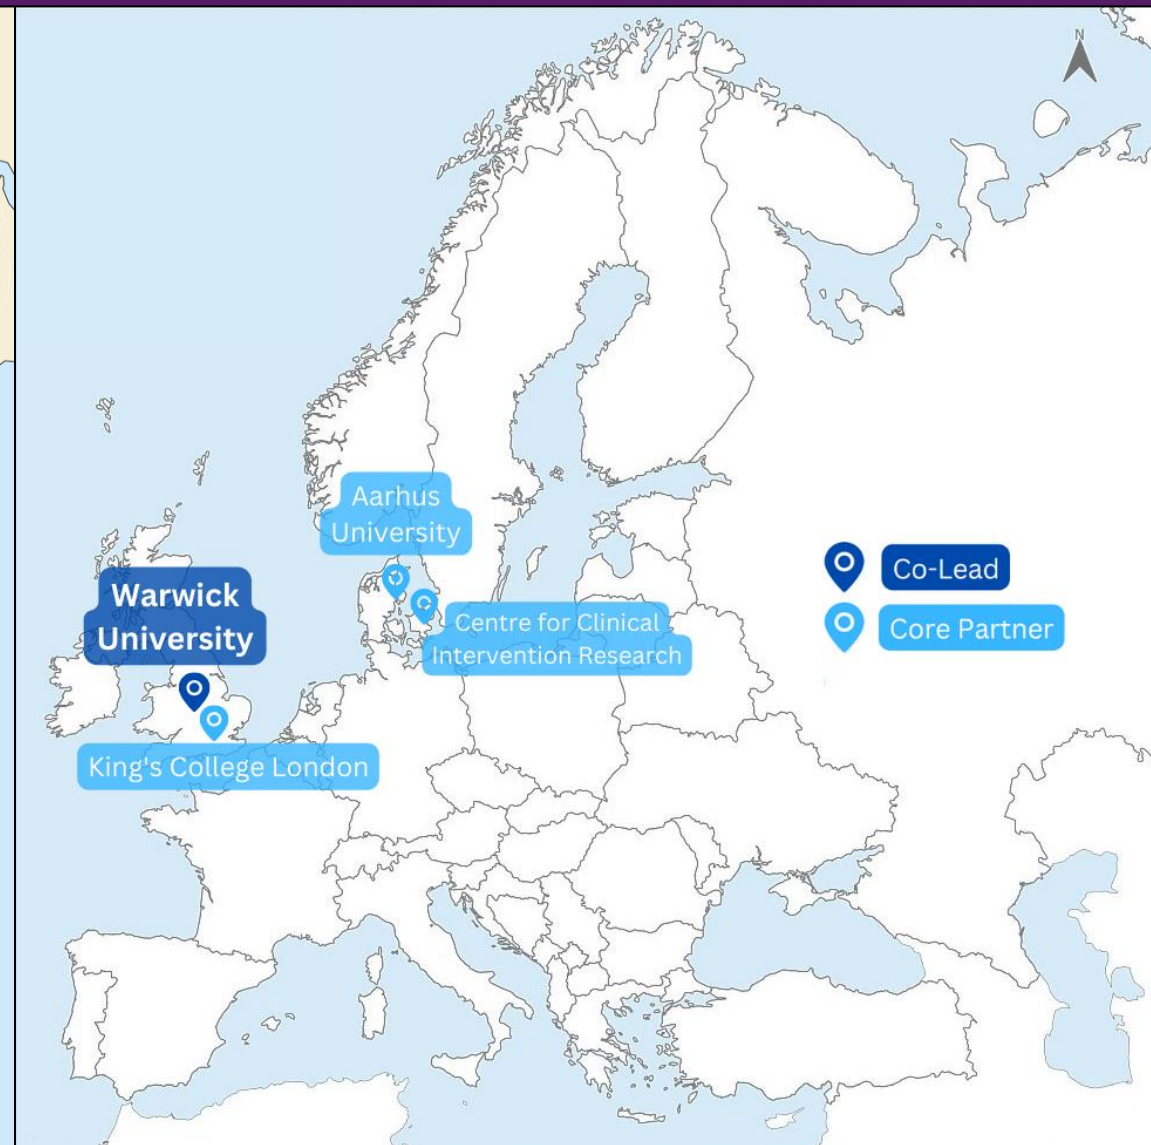 N
Aarhus
University
Co-Lead
Warwick
University
Centre for Clinical
Intervention Research
Core Partner
King's College London